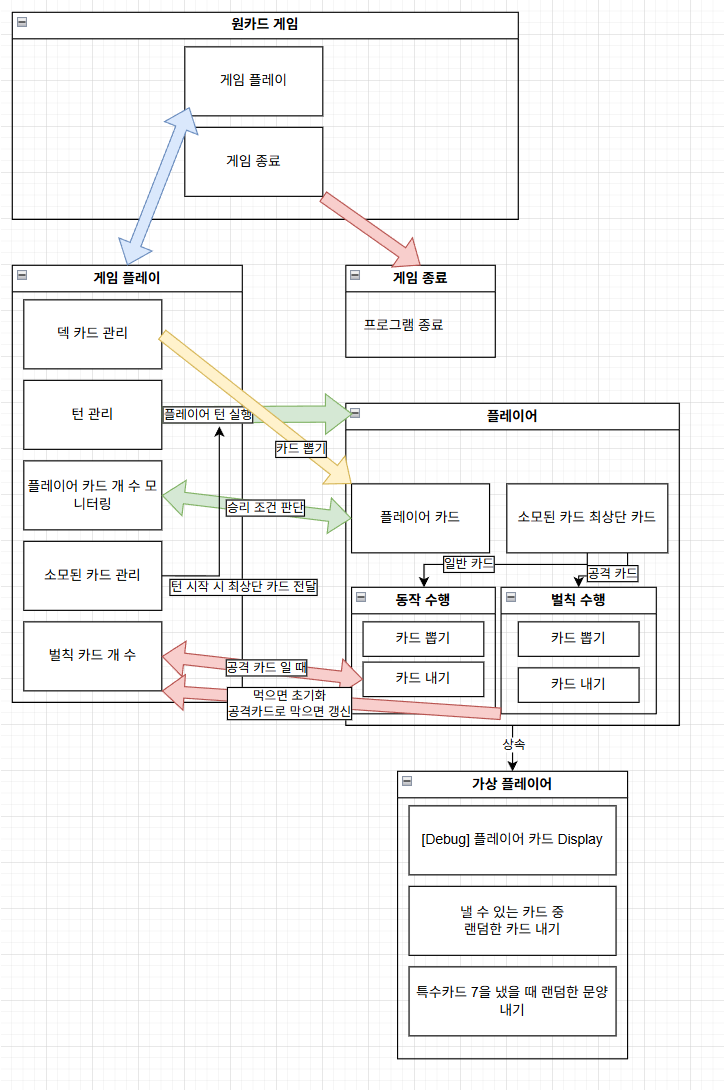 원카드 게임
게임 플레이
게임 종료
게임 플레이
덱 카드 관리
턴 관리
플레이어 카드 개 수 모
니터링
소모된 카드 관리
벌칙 카드 개 수
게임 종료
프로그램 종료
플레이어 턴 실행
카드 뽑기
승리 조건 판단
턴 시작 시 최상단 카드 전달
공격 카드 일 때
먹으면 초기화
공격카드로 막으면 갱신
플레이어
플레이어 카드
소모된 카드 최상단 카드
일반 카드
공격 카드
동작 수행
카드 뽑기
카드 내기
벌칙 수행
카드 뽑기
카드 내기
상속
가상 플레이어
[Debug] 플레이어 카드 Display
낼 수 있는 카드 중
랜덤한 카드 내기
특수카드 7을 냈을 때 랜덤한 문양
내기